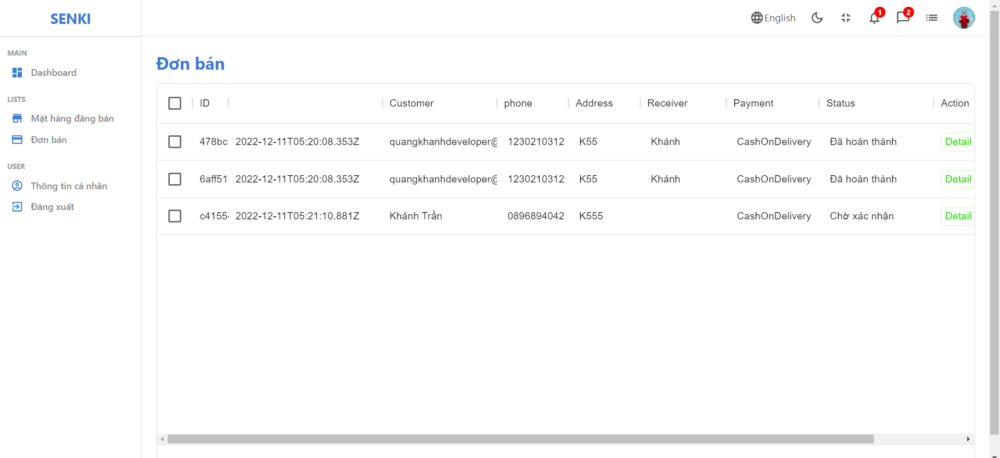 SENKI
English
1
2
MAIN
Dashboard
LISTS
Mặt hàng đăng bán
Đơn bán
USER
Thông tin cá nhân
Đăng xuất
Đơn bán
ID Customer phone Address Receiver Payment Status Action
478bc 2022-12-11T05:20:08.353Z quangkhanhdeveloper@ 1230210312 K55 Khánh CashOnDelivery Đã hoàn thành Detail
6aff51 2022-12-11T05:20:08.353Z quangkhanhdeveloper@ 1230210312 K55 Khánh CashOnDelivery Đã hoàn thành Detail
c4155 2022-12-11T05:21:10.881Z Khánh Trần 0896894042 K555 CashOnDelivery Chờ xác nhận Detail